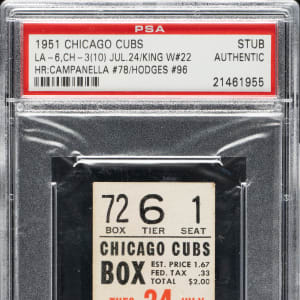 PSA
1951 CHICAGO CUBS STUB
LA-6,CH-3(10) JUL.24/KING W#22 AUTHENTIC
HR:CAMPANELLA #78/HODGES #96
21461955
72 6 1
BOX TIER SEAT
CHICAGO CUBS
BOX EST. PRICE 1.67
FED. TAX .33
TOTAL $2.00
TUES 24 JULY